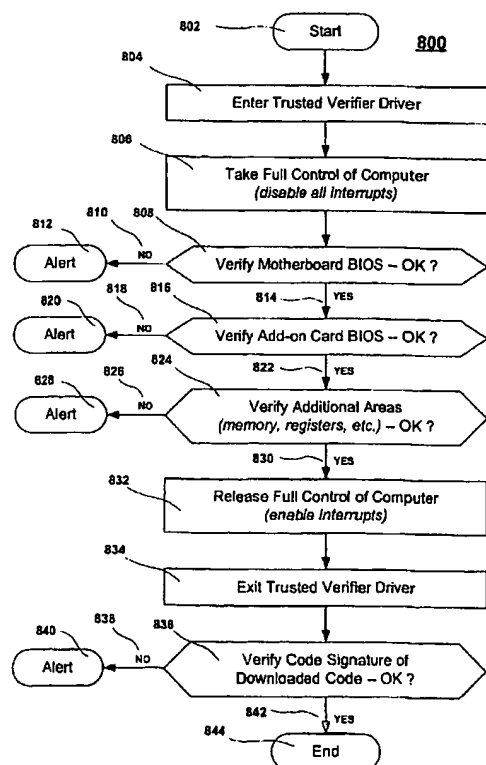 802
Start
800
804
Enter Trusted Verifier Driver
806
Take Full Control of Computer
(disable all Interrupts)
812
810
808
Alert
NO
Verify Motherboard BIOS – OK ?
814
YES
820
818
816
Alert
NO
Verify Add-on Card BIOS – OK ?
822
YES
828
826
824
Alert
NO
Verify Additional Areas
(memory, registers, etc.) – OK ?
830
YES
832
Release Full Control of Computer
(enable Interrupts)
834
Exit Trusted Verifier Driver
840
838
836
Alert
NO
Verify Code Signature of
Downloaded Code – OK ?
842
YES
844
End